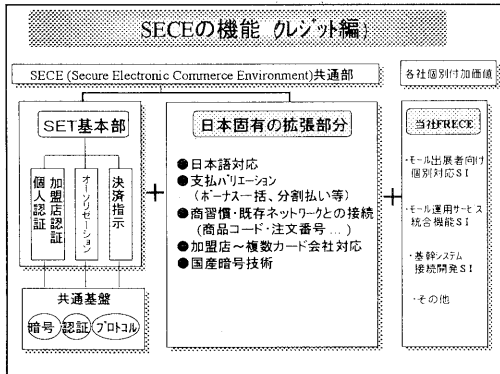 SECEの機能 (クレジット編)
SECE (Secure Electronic Commerce Environment)共通部
各社個別付加価値
SET基本部
加盟店認証
個人認証
オーソリゼーション
決済指示
共通基盤
暗号 認証 プロトコル
+
日本固有の拡張部分
●日本語対応
●支払バリエーション
(ボーナス一括、分割払い等)
●商習慣・既存ネットワークとの接続
(商品コード・注文番号…)
●加盟店~複数カード会社対応
●国産暗号技術
+
当社FRECE
・モール出展者向け
個別対応SI
・モール運用サービス
統合機能SI
・基幹システム
接続開発SI
・その他